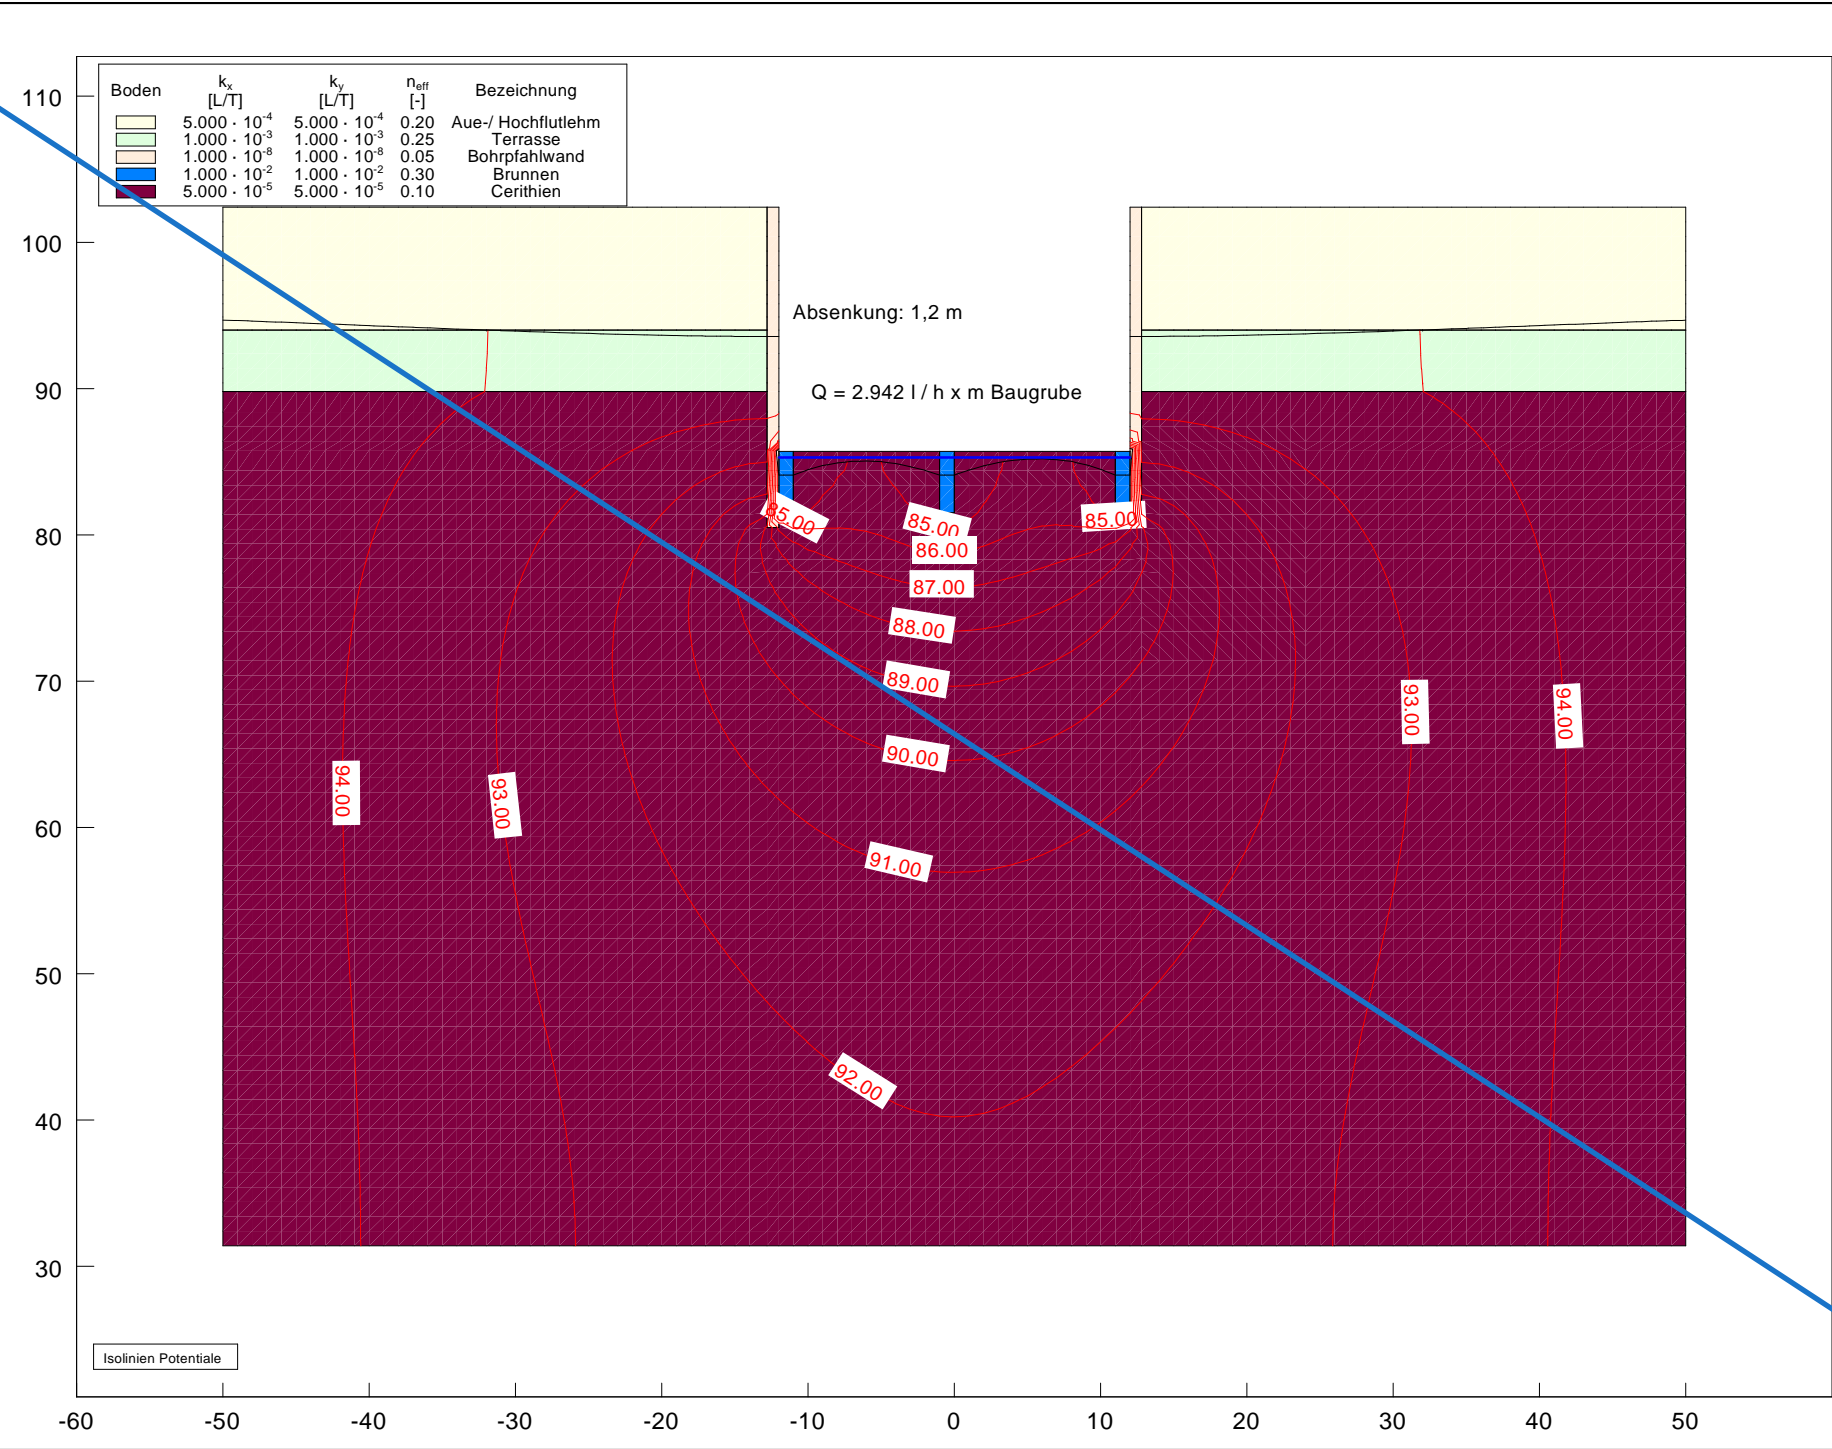 Boden kₓ kᵧ nₑff Bezeichnung
[L/T] [L/T] [-]
5.000 · 10⁻⁴ 5.000 · 10⁻⁴ 0.20 Aue-/ Hochflutlehm
1.000 · 10⁻³ 1.000 · 10⁻³ 0.25 Terrasse
1.000 · 10⁻⁸ 1.000 · 10⁻⁸ 0.05 Bohrpfahlwand
1.000 · 10⁻² 1.000 · 10⁻² 0.30 Brunnen
5.000 · 10⁻⁵ 5.000 · 10⁻⁵ 0.10 Cerithien
110
100
90
80
70
60
50
40
30
Absenkung: 1,2 m
Q = 2.942 l / h x m Baugrube
85.00
85.00
85.00
86.00
87.00
88.00
89.00
90.00
91.00
92.00
94.00
93.00
93.00
94.00
Isolinien Potentiale
-60 -50 -40 -30 -20 -10 0 10 20 30 40 50